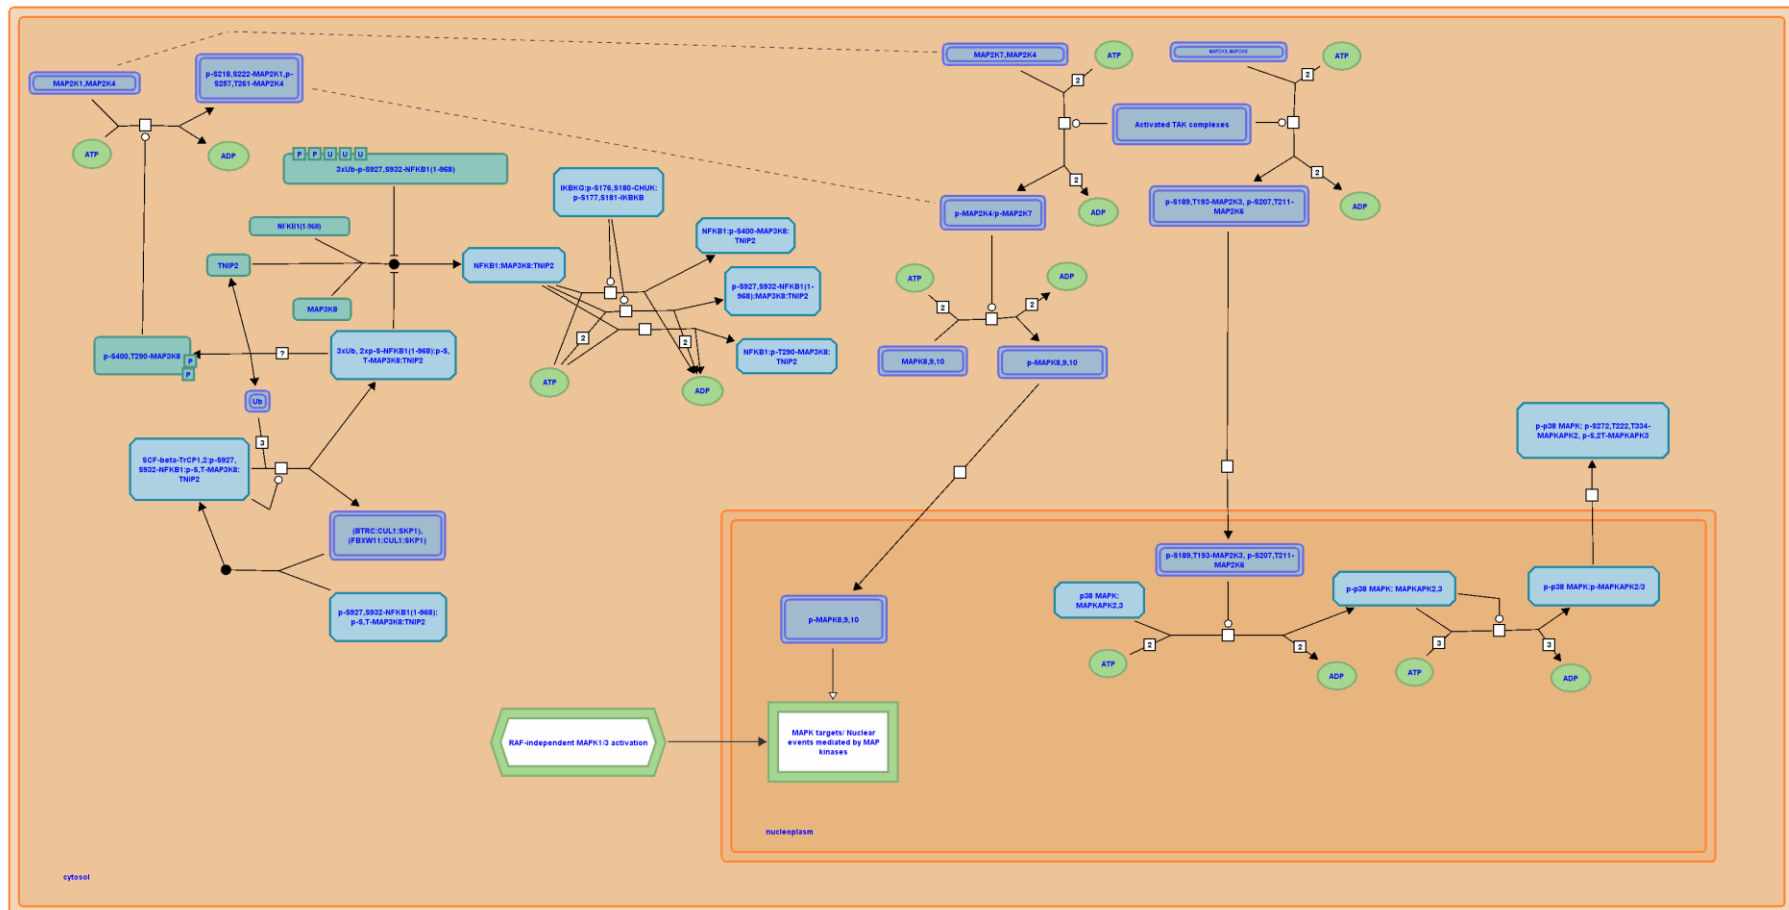 MAP2K1,MAP2K4
p-S218,S222-MAP2K1,p-
S257,T261-MAP2K4
ATP
ADP
MAP2K7,MAP2K4
ATP
2
MAP2K3,MAP2K6
ATP
2
Activated TAK complexes
2
ADP
2
ADP
p-MAP2K4/p-MAP2K7
p-S189,T193-MAP2K3, p-S207,T211-
MAP2K6
P
P
U
U
U
3xUb-p-S927,S932-NFKB1(1-968)
NFKB1(1-968)
TNIP2
MAP3K8
NFKB1:MAP3K8:TNIP2
IKBKG:p-S176,S180-CHUK:
p-S177,S181-IKBKB
NFKB1:p-S400-MAP3K8:
TNIP2
p-S927,S932-NFKB1(1-
968):MAP3K8:TNIP2
NFKB1:p-T290-MAP3K8:
TNIP2
2
2
ATP
ADP
p-S400,T290-MAP3K8
P
P
?
3xUb, 2xp-S-NFKB1(1-968):p-S,
T-MAP3K8:TNIP2
Ub
3
SCF-beta-TrCP1,2:p-S927,
S932-NFKB1:p-S,T-MAP3K8:
TNIP2
(BTRC:CUL1:SKP1),
(FBXW11:CUL1:SKP1)
p-S927,S932-NFKB1(1-968):
p-S,T-MAP3K8:TNIP2
ATP
2
2
ADP
MAPK8,9,10
p-MAPK8,9,10
p-p38 MAPK: p-S272,T222,T334-
MAPKAPK2, p-S,2T-MAPKAPK3
p-S189,T193-MAP2K3, p-S207,T211-
MAP2K6
p38 MAPK:
MAPKAPK2,3
p-p38 MAPK: MAPKAPK2,3
p-p38 MAPK:p-MAPKAPK2/3
2
ATP
2
ADP
3
ATP
3
ADP
p-MAPK8,9,10
RAF-independent MAPK1/3 activation
MAPK targets/ Nuclear
events mediated by MAP
kinases
nucleoplasm
cytosol